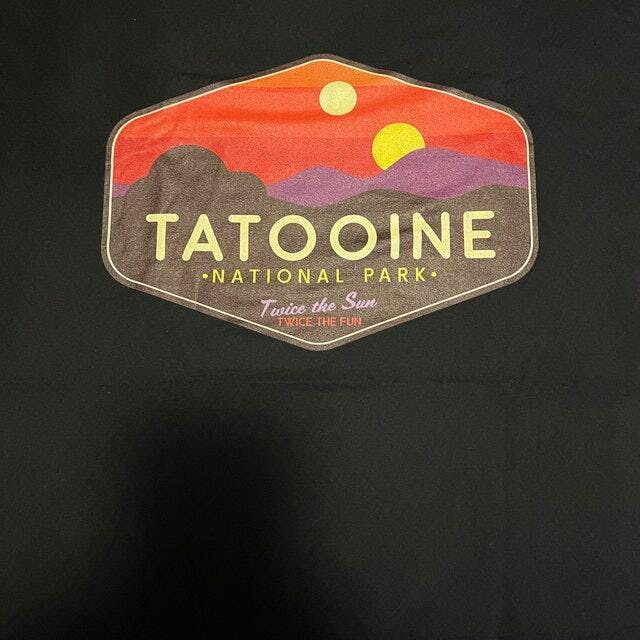 TATOOINE
•NATIONAL PARK•
Twice the Sun
TWICE THE FUN